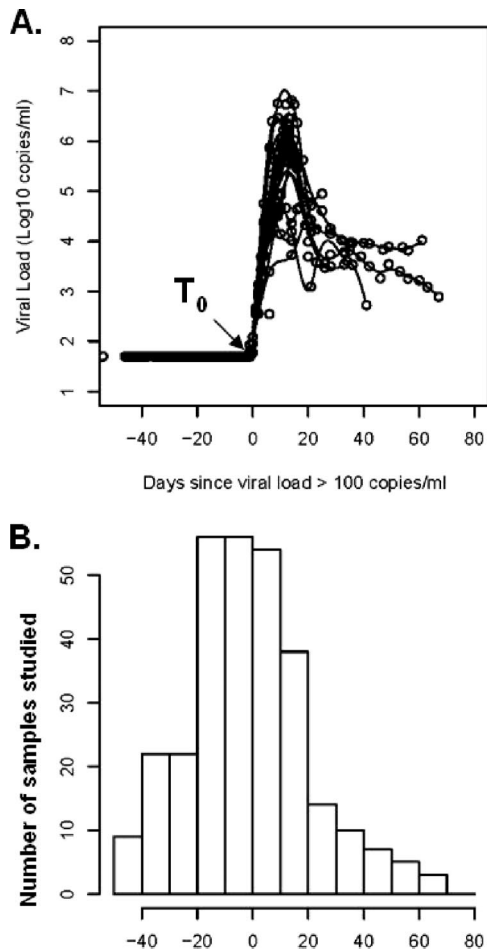 A.
Viral Load (Log10 copies/ml)
8
7
6
5
4
3
2
1
T0
−40 −20 0 20 40 60 80
Days since viral load > 100 copies/ml
B.
Number of samples studied
50
40
30
20
10
0
−40 −20 0 20 40 60 80